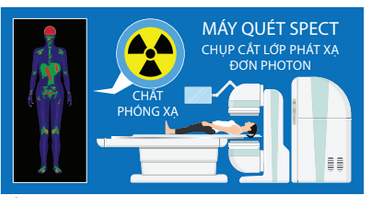 MÁY QUÉT SPECT
CHỤP CẮT LỚP PHÁT XẠ
ĐƠN PHOTON
CHẤT
PHÓNG XẠ